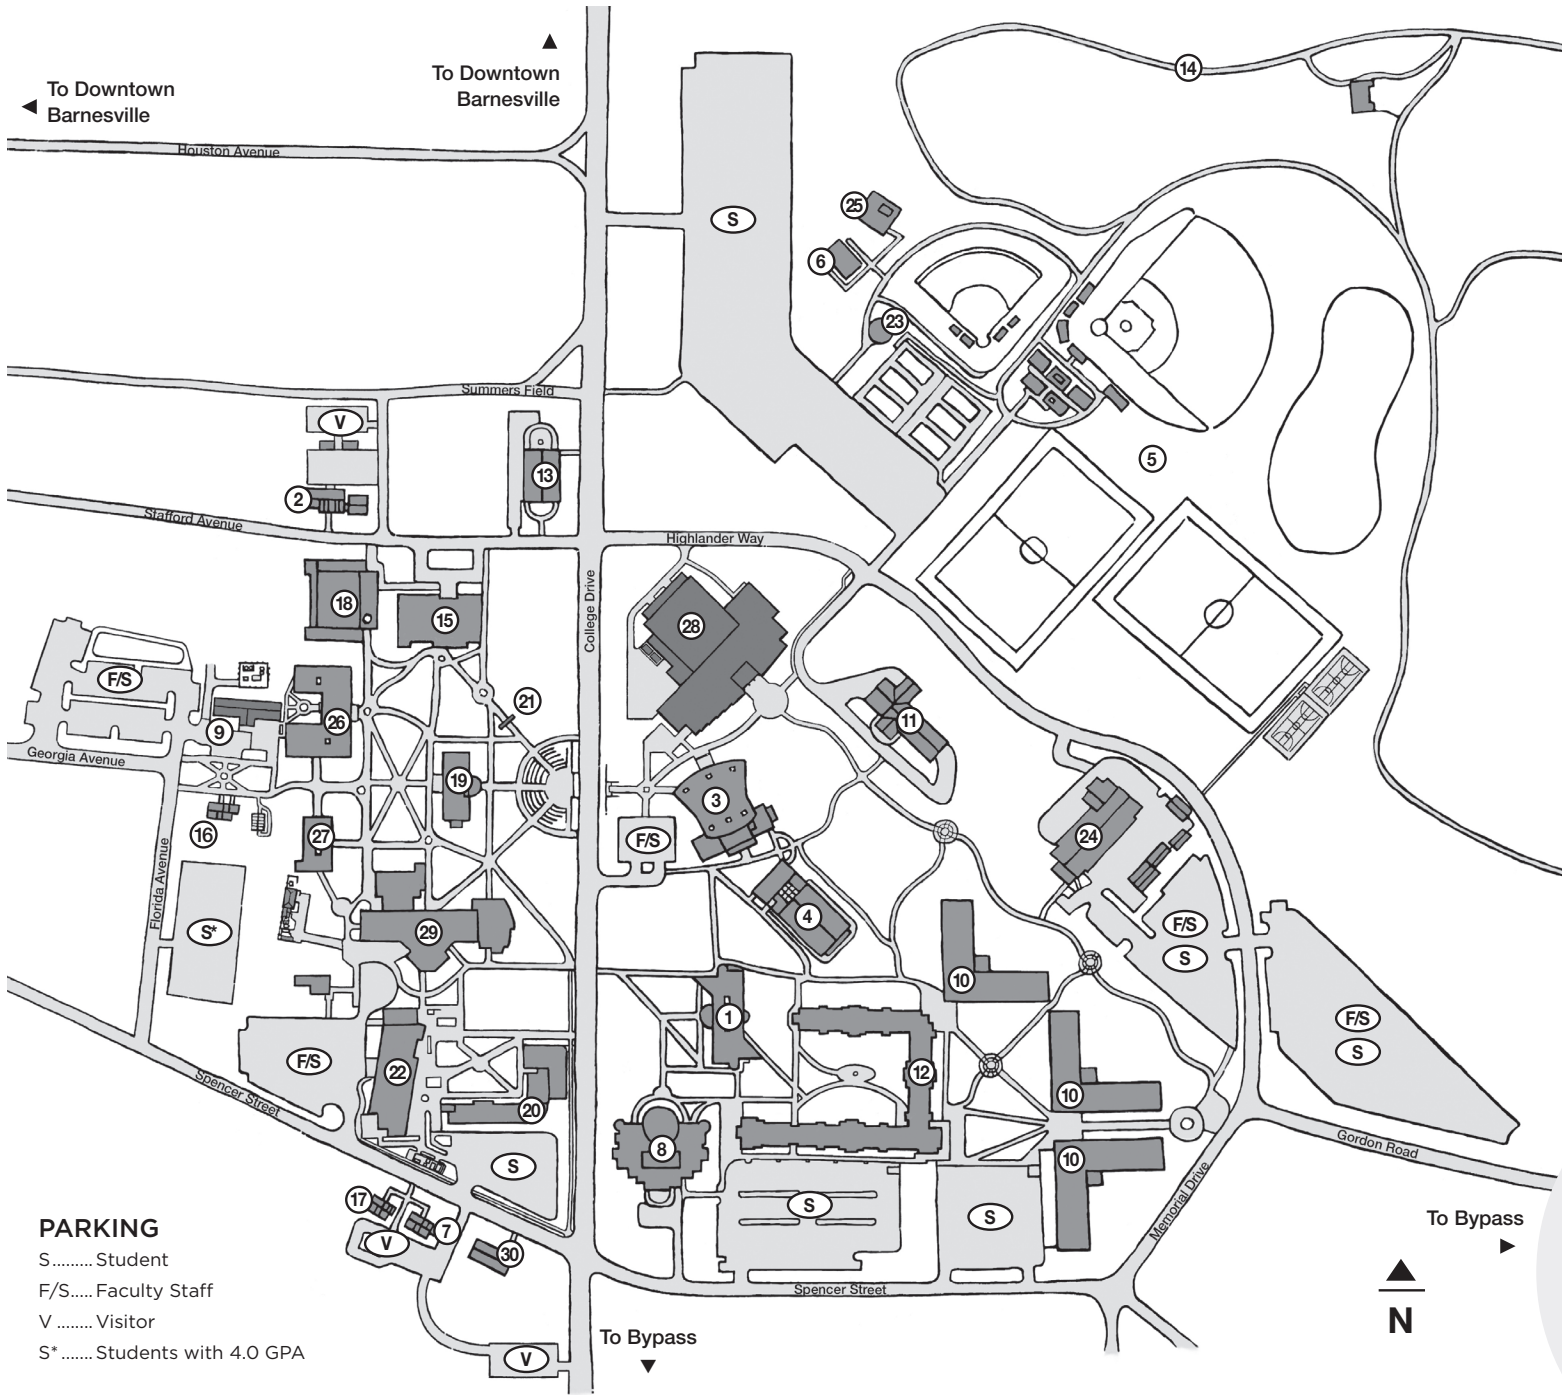 To Downtown
Barnesville
To Downtown
Barnesville
14
Houston Avenue
S
25
6
23
Summers Field
V
2
13
5
Stafford Avenue
Highlander Way
College Drive
18
15
28
F/S
21
26
9
11
Georgia Avenue
19
3
16
27
F/S
24
Florida Avenue
S*
29
4
F/S
S
10
1
F/S
S
F/S
22
12
20
10
Spencer Street
8
10
Gordon Road
S
17
7
V
30
S
S
Memorial Drive
To Bypass
Spencer Street
N
PARKING
S......... Student
F/S..... Faculty Staff
V ........ Visitor
S* ....... Students with 4.0 GPA
To Bypass
V